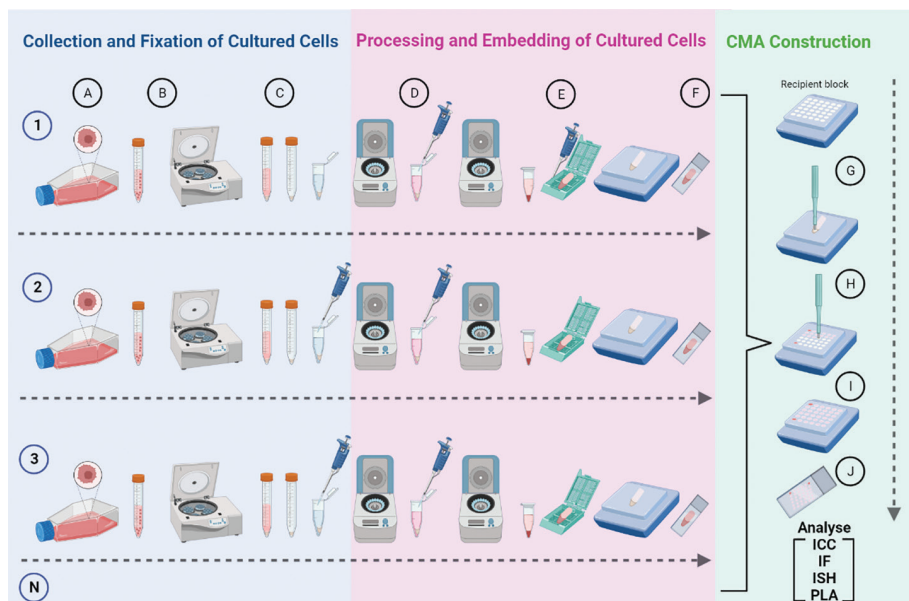 Collection and Fixation of Cultured Cells
Processing and Embedding of Cultured Cells
CMA Construction
A
B
C
D
E
F
Recipient block
1
G
2
H
I
3
J
Analyse
ICC
IF
ISH
PLA
N